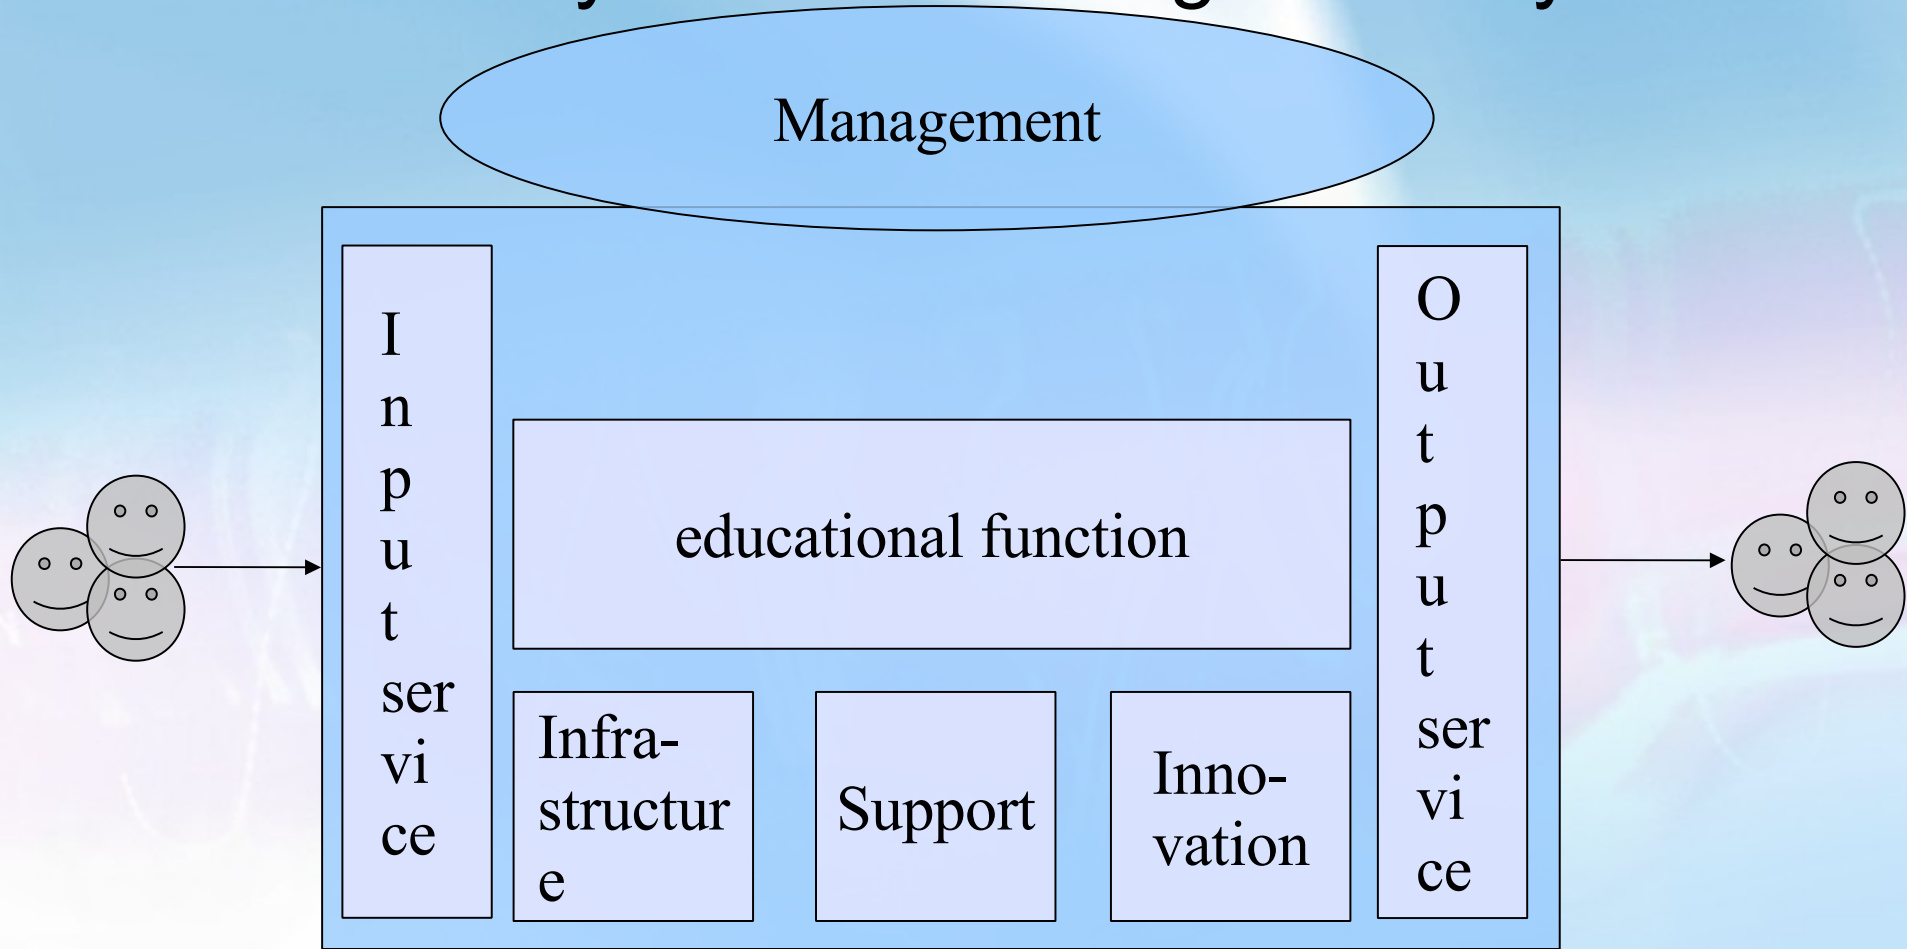 Management
I
n
p
u
t
ser
vi
ce
educational function
Infra-
structur
e
Support
Inno-
vation
O
u
t
p
u
t
ser
vi
ce